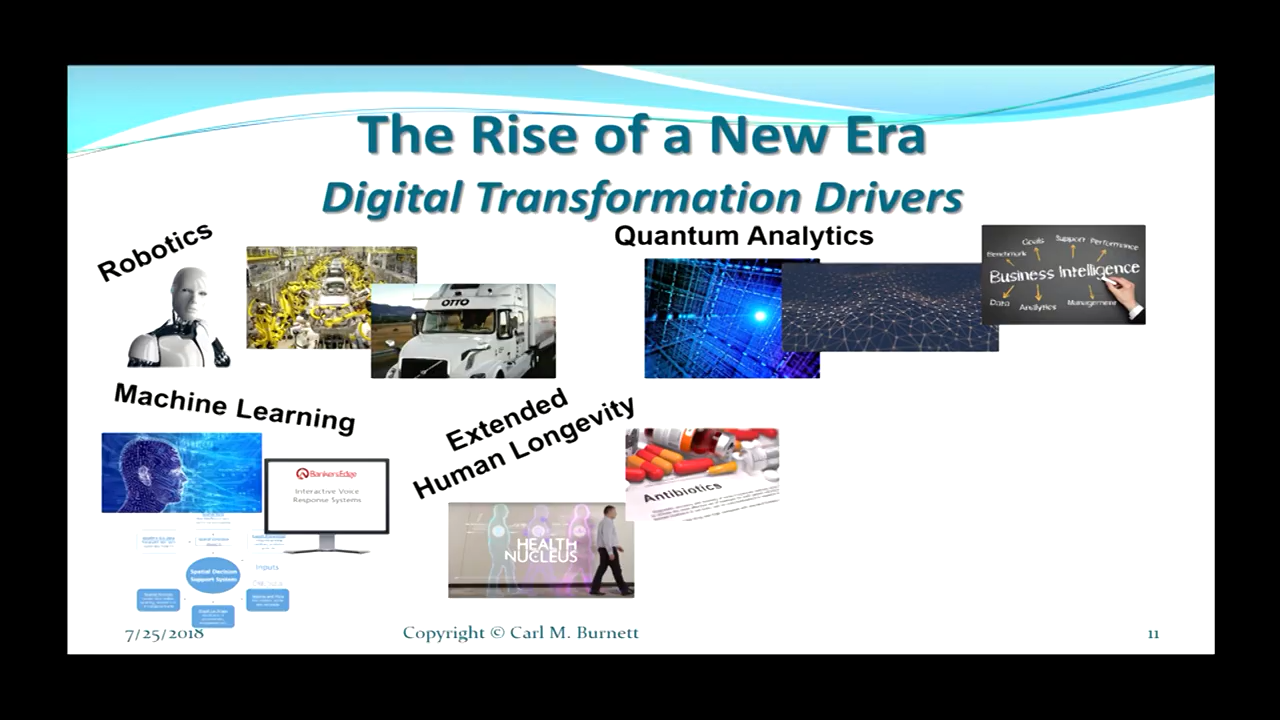 The Rise of a New Era
Digital Transformation Drivers
Robotics
OTTO
Quantum Analytics
Goals
Support
Performance
Benchmark
Business Intelligence
Data
Analytics
Management
Machine Learning
BankersEdge
Interactive Voice
Response Systems
Inputs
Spatial Decision
Support System
Extended
Human Longevity
Antibiotics
HEALTH
NUCLEUS
7/25/2018
Copyright © Carl M. Burnett
11